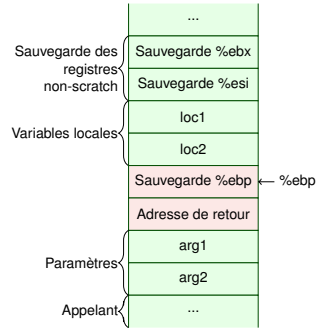 ...
Sauvegarde des
registres
non-scratch
Sauvegarde %ebx
Sauvegarde %esi
Variables locales
loc1
loc2
Sauvegarde %ebp
← %ebp
Adresse de retour
Paramètres
arg1
arg2
Appelant
...